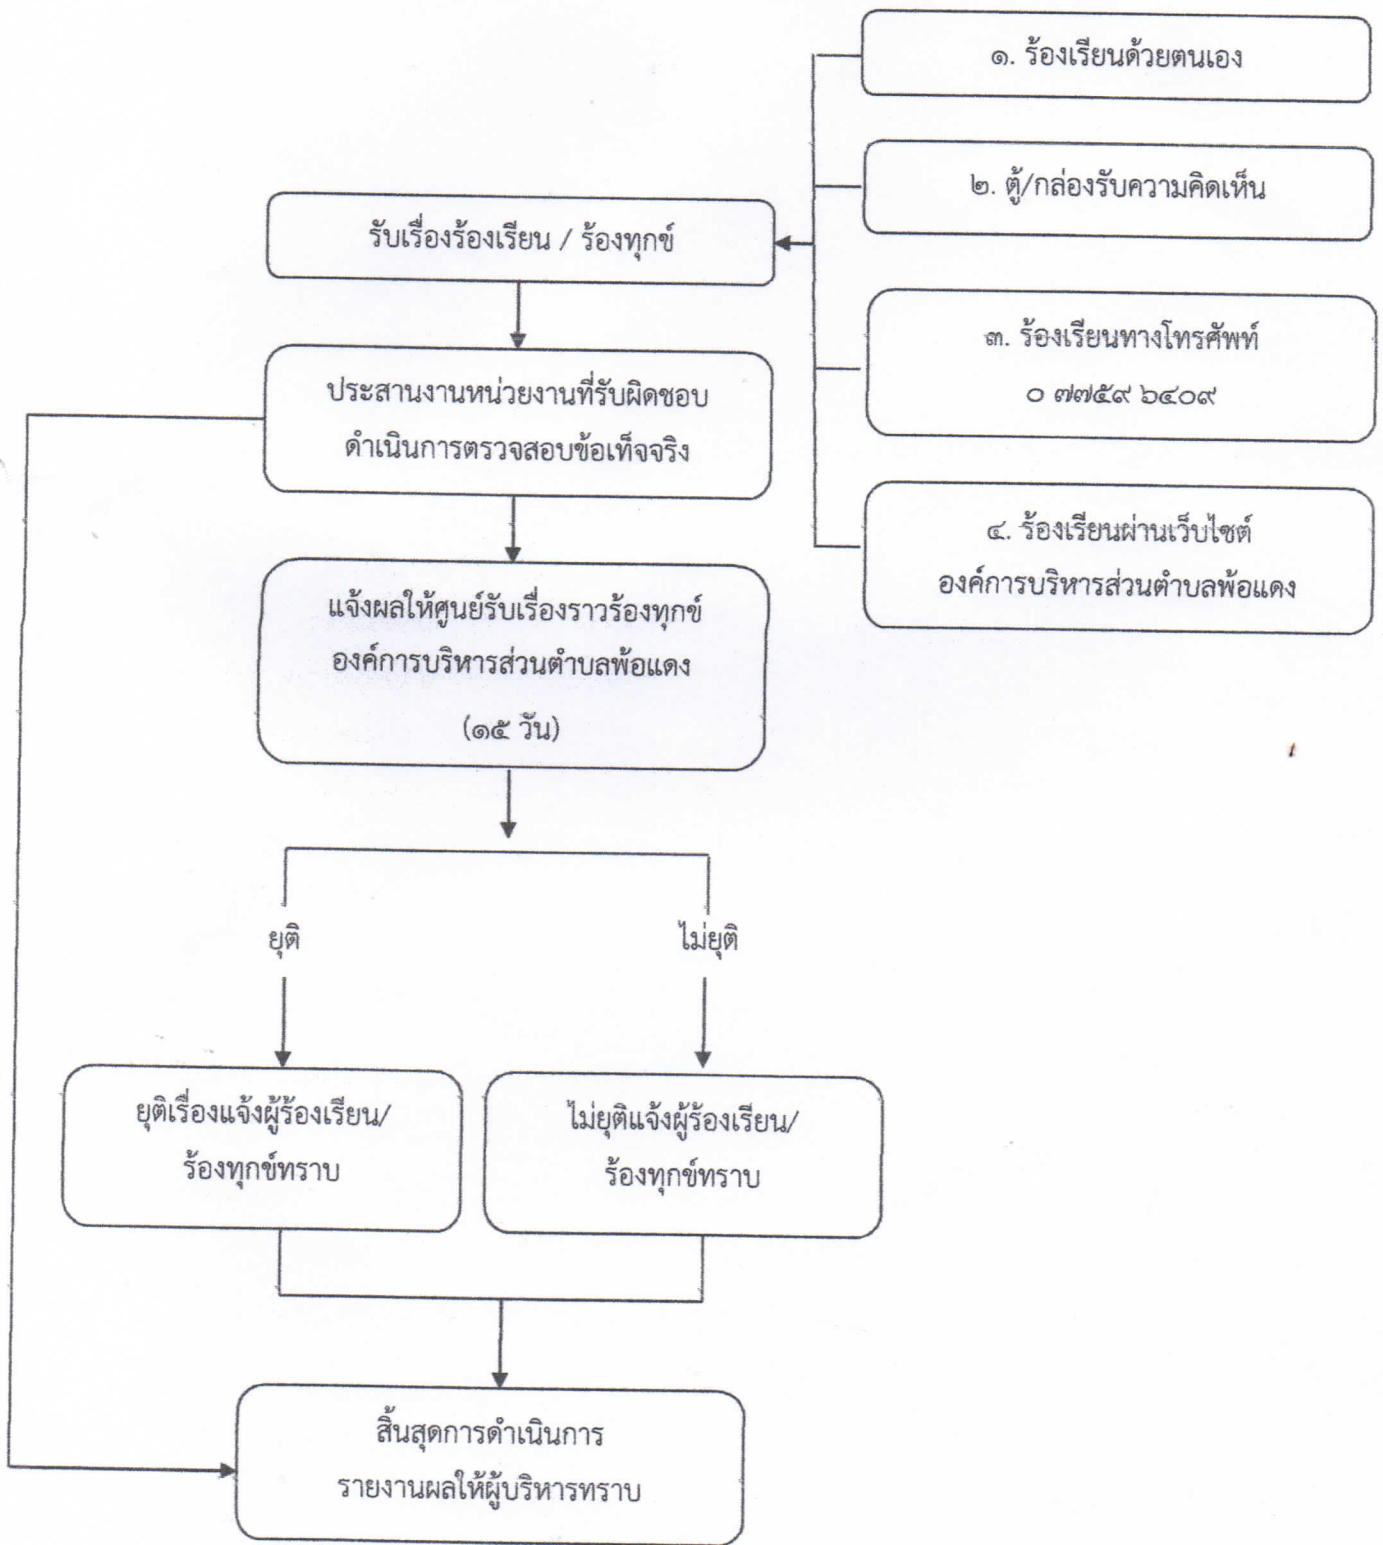 ๑. ร้องเรียนด้วยตนเอง
๒. ตู้/กล่องรับความคิดเห็น
รับเรื่องร้องเรียน / ร้องทุกข์
๓. ร้องเรียนทางโทรศัพท์
๐ ๗๗๕๙ ๖๔๐๙
ประสานงานหน่วยงานที่รับผิดชอบ
ดำเนินการตรวจสอบข้อเท็จจริง
๔. ร้องเรียนผ่านเว็บไซต์
องค์การบริหารส่วนตำบลพ้อแดง
แจ้งผลให้ศูนย์รับเรื่องราวร้องทุกข์
องค์การบริหารส่วนตำบลพ้อแดง
(๑๕ วัน)
ยุติ
ไม่ยุติ
ยุติเรื่องแจ้งผู้ร้องเรียน/
ร้องทุกข์ทราบ
ไม่ยุติแจ้งผู้ร้องเรียน/
ร้องทุกข์ทราบ
สิ้นสุดการดำเนินการ
รายงานผลให้ผู้บริหารทราบ